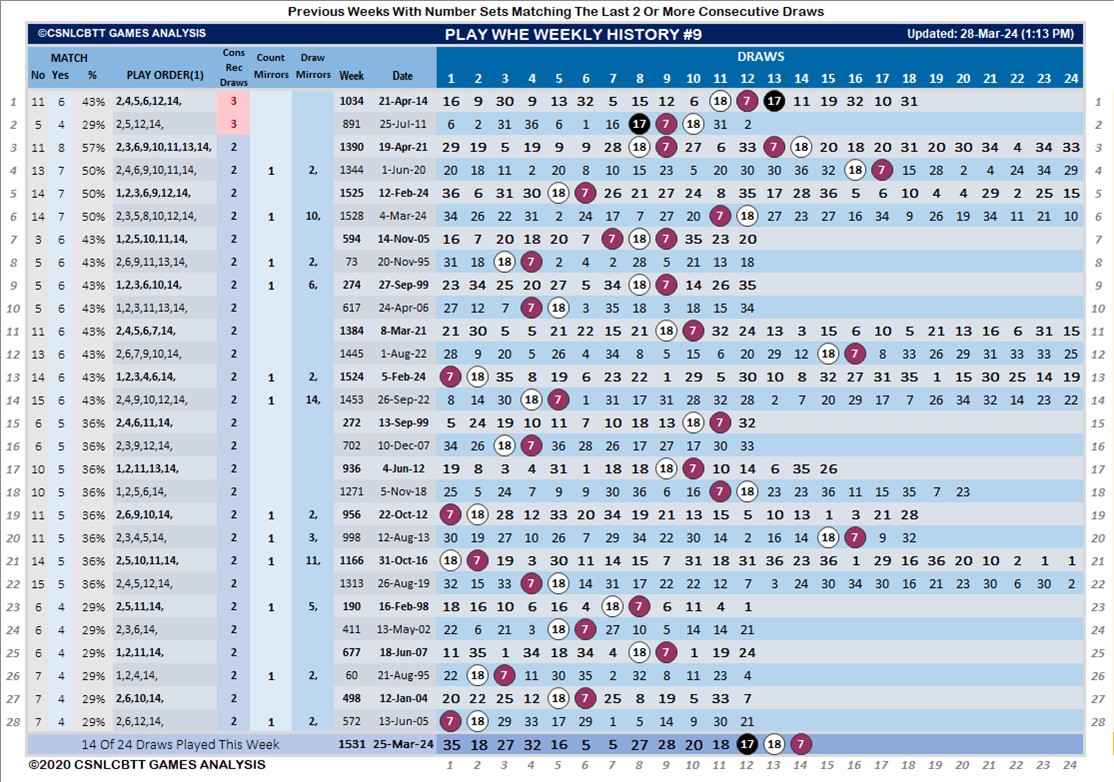 Previous Weeks With Number Sets Matching The Last 2 Or More Consecutive Draws
©CSNLCBTT GAMES ANALYSIS PLAY WHE WEEKLY HISTORY #9 Updated: 28-Mar-24 (1:13 PM)
MATCH Cons Rec Draws Count Mirrors Draw Mirrors DRAWS
No Yes % PLAY ORDER(1) Week Date 1 2 3 4 5 6 7 8 9 10 11 12 13 14 15 16 17 18 19 20 21 22 23 24
1 11 6 43% 2,4,5,6,12,14, 3 1034 21-Apr-14 16 9 30 9 13 32 5 15 12 6 18 7 17 11 19 32 10 31 1
2 5 4 29% 2,5,12,14, 3 891 25-Jul-11 6 2 31 36 6 1 16 17 7 18 31 2 2
3 11 8 57% 2,3,6,9,10,11,13,14, 2 1390 19-Apr-21 29 19 5 19 9 9 28 18 7 27 6 33 7 18 20 18 20 31 20 30 34 4 34 33 3
4 13 7 50% 2,4,6,9,10,11,14, 2 1 2, 1344 1-Jun-20 20 18 11 2 20 8 10 15 23 5 20 30 30 36 32 18 7 15 28 2 4 24 34 29 4
5 14 7 50% 1,2,3,6,9,12,14, 2 1525 12-Feb-24 36 6 31 30 18 7 26 21 27 24 8 35 17 28 36 5 6 10 4 4 29 2 25 15 5
6 14 7 50% 2,3,5,8,10,12,14, 2 1 10, 1528 4-Mar-24 34 26 22 31 2 24 17 7 27 20 7 18 27 23 27 16 34 9 26 19 34 11 21 10 6
7 3 6 43% 1,2,5,10,11,14, 2 594 14-Nov-05 16 7 20 18 20 7 7 18 7 35 23 20 7
8 5 6 43% 2,6,9,11,13,14, 2 1 2, 73 20-Nov-95 31 18 18 7 2 4 2 28 5 21 13 18 8
9 5 6 43% 1,2,3,6,10,14, 2 1 6, 274 27-Sep-99 23 34 25 20 27 5 34 18 7 14 26 35 9
10 5 6 43% 1,2,3,11,13,14, 2 617 24-Apr-06 27 12 7 7 18 3 35 18 3 18 15 34 10
11 11 6 43% 2,4,5,6,7,14, 2 1384 8-Mar-21 21 30 5 5 21 22 15 21 18 7 32 24 13 3 15 6 10 5 21 13 16 6 31 15 11
12 13 6 43% 2,6,7,9,10,14, 2 1445 1-Aug-22 28 9 20 5 26 4 34 8 5 15 6 20 29 12 18 7 8 33 26 29 31 33 33 25 12
13 14 6 43% 1,2,3,4,6,14, 2 1 2, 1524 5-Feb-24 7 18 35 8 19 6 23 22 1 29 5 30 10 8 32 27 31 35 1 15 30 25 14 19 13
14 15 6 43% 2,4,9,10,12,14, 2 1 14, 1453 26-Sep-22 8 14 30 18 7 1 31 17 31 28 32 28 2 7 20 29 17 7 26 34 32 14 23 22 14
15 6 5 36% 2,4,6,11,14, 2 272 13-Sep-99 5 24 19 10 11 7 10 18 13 18 7 32 15
16 6 5 36% 2,3,9,12,14, 2 702 10-Dec-07 34 26 18 7 36 28 26 17 27 17 30 33 16
17 10 5 36% 1,2,11,13,14, 2 936 4-Jun-12 19 8 3 4 31 1 18 18 18 7 10 14 6 35 26 17
18 10 5 36% 1,2,5,6,14, 2 1271 5-Nov-18 25 5 24 7 9 9 30 36 6 16 7 18 23 23 36 11 15 35 7 23 18
19 11 5 36% 2,6,9,10,14, 2 1 2, 956 22-Oct-12 7 18 28 12 33 20 34 19 21 13 15 5 10 13 1 3 21 28 19
20 11 5 36% 2,3,4,5,14, 2 1 3, 998 12-Aug-13 30 19 27 10 26 7 29 34 22 30 14 2 16 14 18 7 9 32 20
21 14 5 36% 2,5,10,11,14, 2 1 11, 1166 31-Oct-16 18 7 19 3 30 11 14 15 7 31 18 31 36 23 36 1 29 16 36 20 10 2 1 1 21
22 15 5 36% 2,4,5,12,14, 2 1313 26-Aug-19 32 15 33 7 18 14 31 17 22 22 12 7 3 24 30 34 30 16 21 23 30 6 30 2 22
23 6 4 29% 2,5,11,14, 2 1 5, 190 16-Feb-98 18 16 10 6 16 4 18 7 6 11 4 1 23
24 6 4 29% 2,3,6,14, 2 411 13-May-02 22 6 21 3 18 7 27 10 5 14 14 21 24
25 6 4 29% 1,2,11,14, 2 677 18-Jun-07 11 35 1 34 18 34 4 18 7 1 19 24 25
26 7 4 29% 1,2,4,14, 2 1 2, 60 21-Aug-95 22 18 7 11 30 35 2 32 8 11 23 4 26
27 7 4 29% 2,6,10,14, 2 498 12-Jan-04 20 22 25 12 18 7 25 8 19 5 33 7 27
28 7 4 29% 2,6,12,14, 2 1 2, 572 13-Jun-05 7 18 29 33 17 29 1 5 14 9 30 21 28
14 Of 24 Draws Played This Week 1531 25-Mar-24 35 18 27 32 16 5 5 27 28 20 18 17 18 7
©2020 CSNLCBTT GAMES ANALYSIS 1 2 3 4 5 6 7 8 9 10 11 12 13 14 15 16 17 18 19 20 21 22 23 24